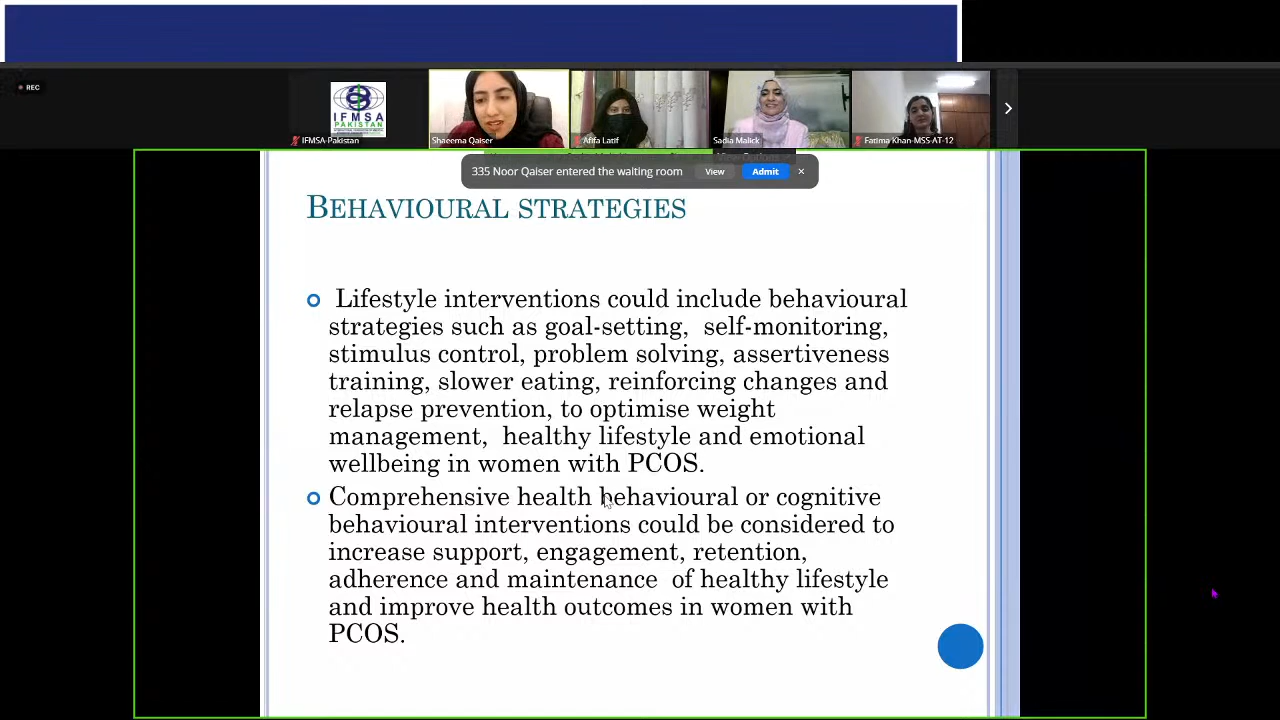 REC
IFMSA
PAKISTAN
IFMSA-Pakistan
Shaeema Qaiser
Afifa Latif
Sadia Malick
Fatima Khan-MSS-AT-12
335 Noor Qaiser entered the waiting room
View
Admit
BEHAVIOURAL STRATEGIES
Lifestyle interventions could include behavioural
strategies such as goal-setting, self-monitoring,
stimulus control, problem solving, assertiveness
training, slower eating, reinforcing changes and
relapse prevention, to optimise weight
management, healthy lifestyle and emotional
wellbeing in women with PCOS.
Comprehensive health behavioural or cognitive
behavioural interventions could be considered to
increase support, engagement, retention,
adherence and maintenance of healthy lifestyle
and improve health outcomes in women with
PCOS.